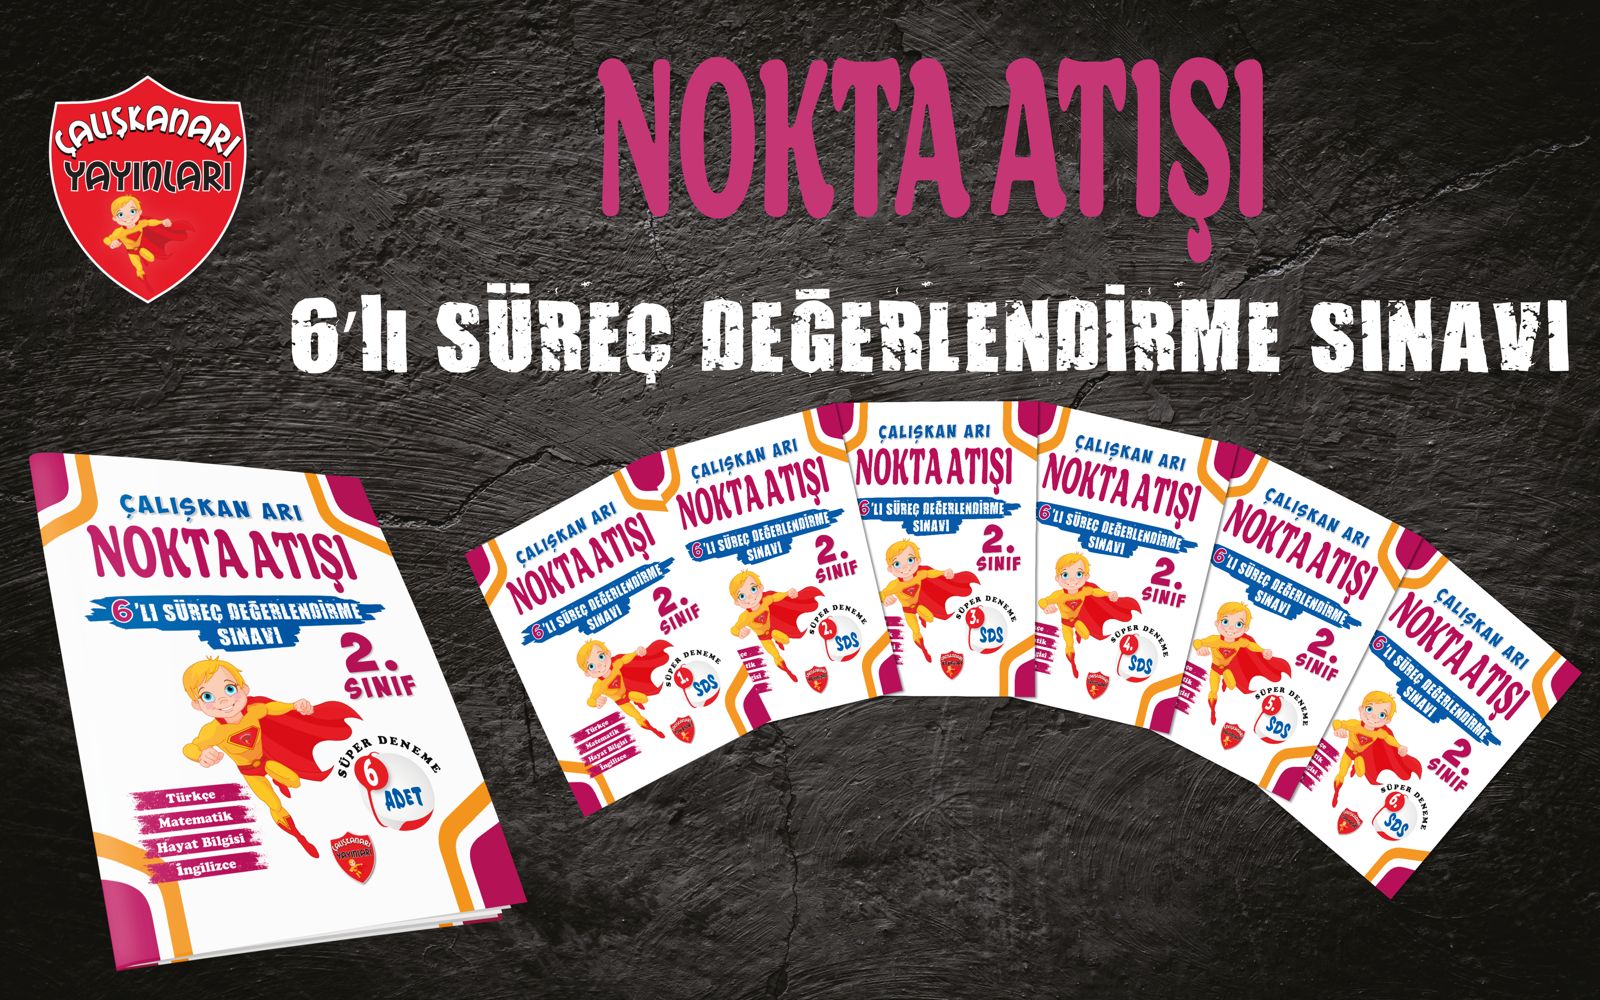 ÇALIŞKANARI
YAYINLARI
NOKTA ATIŞI
6'lı SÜREÇ DEĞERLENDİRME SINAVI
ÇALIŞKAN ARI
NOKTA ATIŞI
6'LI SÜREÇ DEĞERLENDİRME
SINAVI
2.
SINIF
SÜPER DENEME
6
ADET
Türkçe
Matematik
Hayat Bilgisi
İngilizce
ÇALIŞKANARI
YAYINLARI
ÇALIŞKAN ARI
NOKTA ATIŞI
6'LI SÜREÇ DEĞERLENDİRME
SINAVI
2.
SINIF
SÜPER DENEME
1.
SDS
Türkçe
Matematik
Hayat Bilgisi
İngilizce
ÇALIŞKAN ARI
NOKTA ATIŞI
6'LI SÜREÇ DEĞERLENDİRME
SINAVI
2.
SINIF
SÜPER DENEME
2.
SDS
ÇALIŞKAN ARI
NOKTA ATIŞI
6'LI SÜREÇ DEĞERLENDİRME
SINAVI
2.
SINIF
SÜPER DENEME
3.
SDS
ÇALIŞKAN ARI
NOKTA ATIŞI
6'LI SÜREÇ DEĞERLENDİRME
SINAVI
2.
SINIF
SÜPER DENEME
4.
SDS
ÇALIŞKAN ARI
NOKTA ATIŞI
6'LI SÜREÇ DEĞERLENDİRME
SINAVI
2.
SINIF
SÜPER DENEME
5.
SDS
ÇALIŞKAN ARI
NOKTA ATIŞI
6'LI SÜREÇ DEĞERLENDİRME
SINAVI
2.
SINIF
SÜPER DENEME
6.
SDS